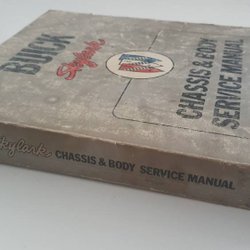 BUICK
Skylark
CHASSIS & BODY
SERVICE MANUAL
Skylark CHASSIS & BODY SERVICE MANUAL